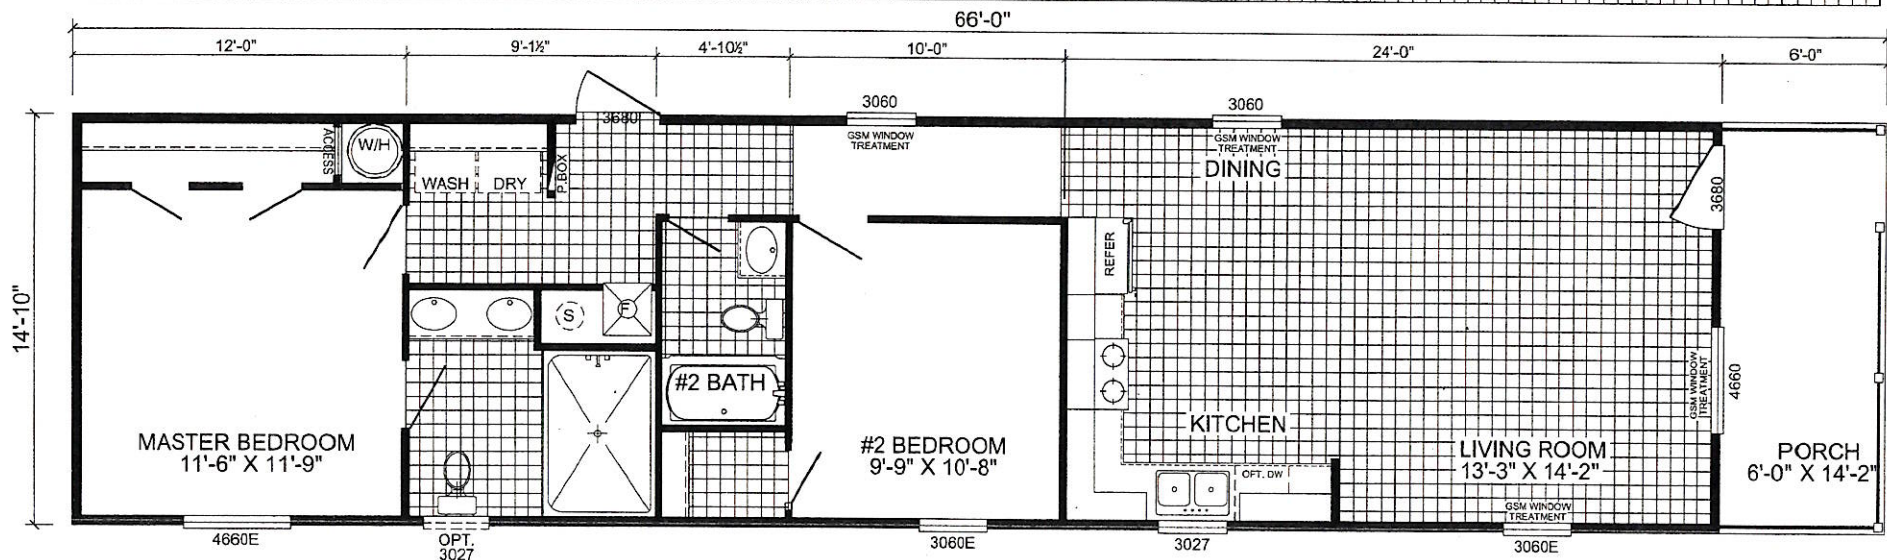 66'-0"
12'-0"
9'-1½"
4'-10½"
10'-0"
24'-0"
6'-0"
14'-10"
3680
3060
3060
GSM WINDOW
TREATMENT
GSM WINDOW
TREATMENT
ACCESS
W/H
WASH
DRY
P.BOX
DINING
3680
REFER
S
F
#2 BATH
GSM WINDOW
TREATMENT
4660
KITCHEN
MASTER BEDROOM
11'-6" X 11'-9"
#2 BEDROOM
9'-9" X 10'-8"
LIVING ROOM
13'-3" X 14'-2"
PORCH
6'-0" X 14'-2"
OPT. DW
GSM WINDOW
TREATMENT
4660E
OPT.
3027
3060E
3027
3060E